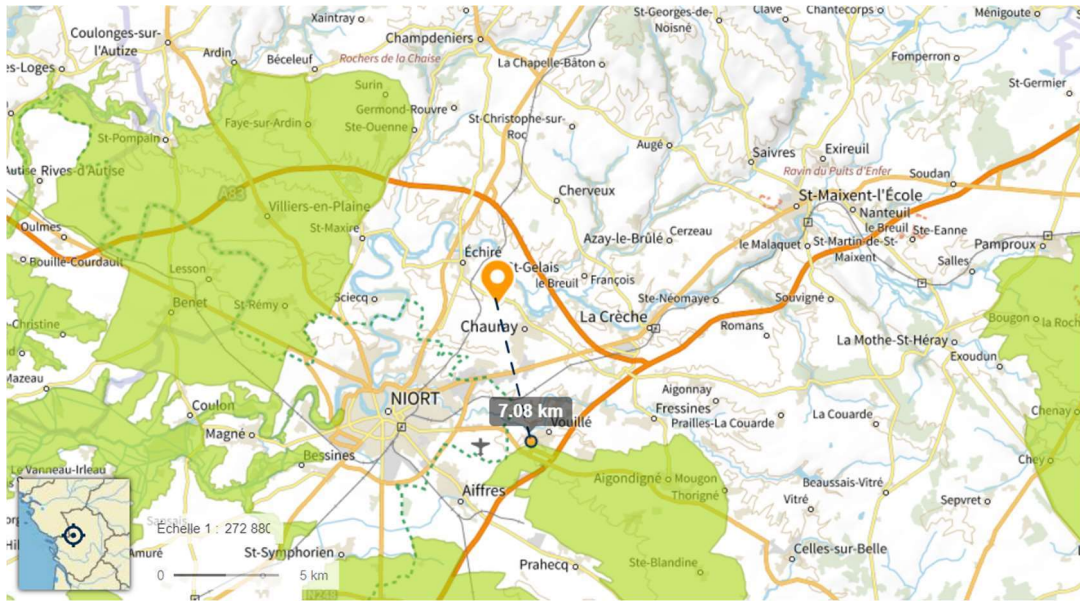 Xaintray
St-Georges-de-
Noisné
Clave
Chantecorps
Ménigoute
Coulonges-sur-
l'Autize
Champdeniers
Ardin
Béceleuf
Rochers de la Chaise
La Chapelle-Bâton
Fomperron
es-Loges
Surin
St-Germier
Germond-Rouvre
Faye-sur-Ardin
Ste-Ouenne
St-Christophe-sur-
Roc
St-Pompain
Augé
Saivres
Exireuil
Autise
Rives-d'Autise
Ravin du Puits d'Enfer
Soudan
A83
Cherveux
St-Maixent-l'École
Villiers-en-Plaine
Nanteuil
Oulmes
St-Maxire
Azay-le-Brûlé
Cerzeau
le Breuil
Ste-Eanne
le Malaquet
St-Martin-de-St-
Maixent
Pamproux
Échiré
Bouille-Courdault
Lesson
St-Gelais
le Breuil
François
Salles
Benet
St-Rémy
Sciecq
Ste-Néomaye
Souvigné
Christine
Chauray
La Crèche
Romans
Bougon
la Roch
La Mothe-St-Héray
Exoudun
Mazeau
NIORT
Aigonnay
Coulon
7.08 km
Fressines
La Couarde
Chenay
Magné
Vouillé
Prailles-La Couarde
Bessines
Chey
Le Vanneau-Irleau
Aigondigné
Mougon
Beaussais-Vitré
Aiffres
Thorigné
Vitré
Sepvret
Sansais
Échelle 1 : 272 880
Amuré
St-Symphorien
Celles-sur-Belle
Prahecq
Ste-Blandine
0
5 km
N248